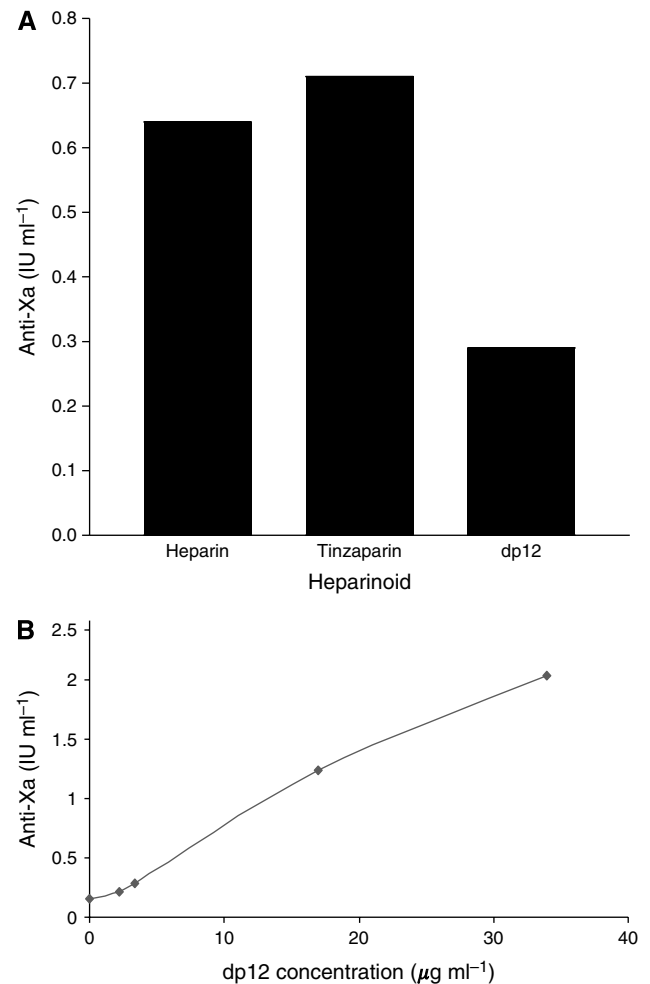 A
Anti-Xa (IU ml⁻¹)
0.8
0.7
0.6
0.5
0.4
0.3
0.2
0.1
0.0
Heparin Tinzaparin dp12
Heparinoid
B
Anti-Xa (IU ml⁻¹)
2.5
2
1.5
1
0.5
0
0 10 20 30 40
dp12 concentration (μg ml⁻¹)